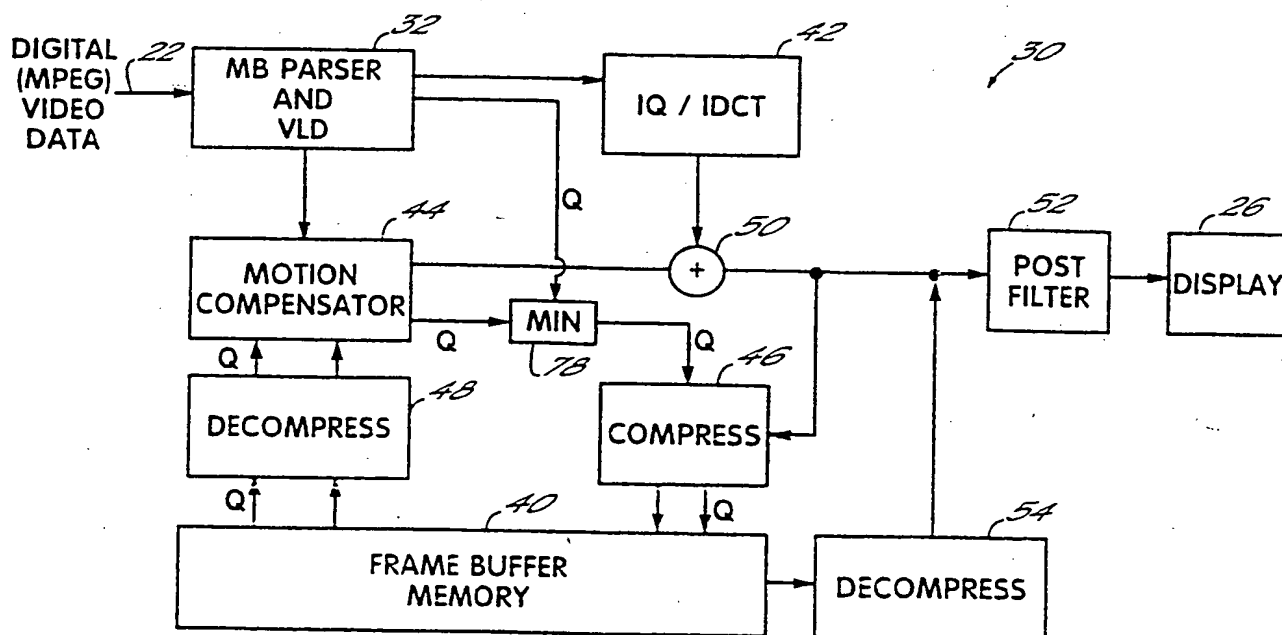 DIGITAL
(MPEG)
VIDEO
DATA
22
32
MB PARSER
AND
VLD
42
IQ / IDCT
30
Q
44
MOTION
COMPENSATOR
50
+
52
POST
FILTER
26
DISPLAY
Q
MIN
78
Q
Q
48
DECOMPRESS
46
COMPRESS
Q
Q
40
FRAME BUFFER
MEMORY
54
DECOMPRESS